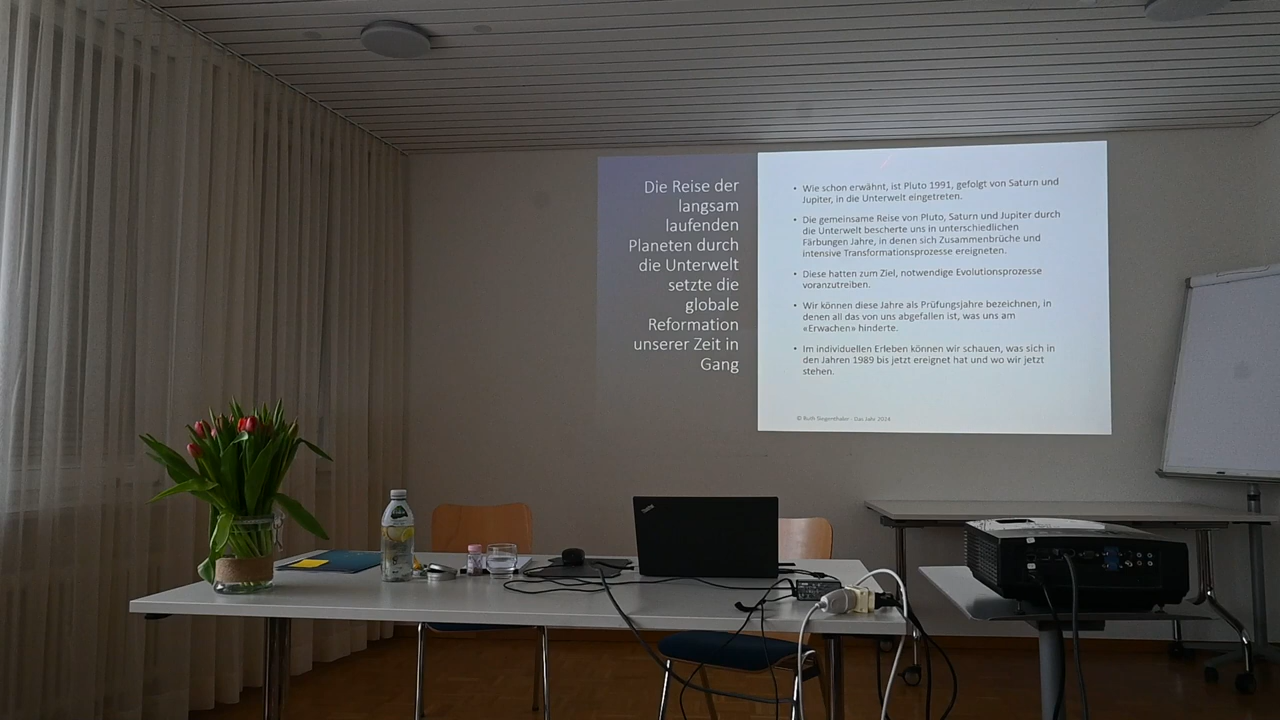 Die Reise der
langsam
laufenden
Planeten durch
die Unterwelt
setzte die
globale
Reformation
unserer Zeit in
Gang
• Wie schon erwähnt, ist Pluto 1991, gefolgt von Saturn und
Jupiter, in die Unterwelt eingetreten.
• Die gemeinsame Reise von Pluto, Saturn und Jupiter durch
die Unterwelt bescherte uns in unterschiedlichen
Färbungen Jahre, in denen sich Zusammenbrüche und
intensive Transformationsprozesse ereigneten.
• Diese hatten zum Ziel, notwendige Evolutionsprozesse
voranzutreiben.
• Wir können diese Jahre als Prüfungsjahre bezeichnen, in
denen all das von uns abgefallen ist, was uns am
«Erwachen» hinderte.
• Im individuellen Erleben können wir schauen, was sich in
den Jahren 1989 bis jetzt ereignet hat und wo wir jetzt
stehen.
© Ruth Siegenthaler - Das Jahr 2024
ThinkPad